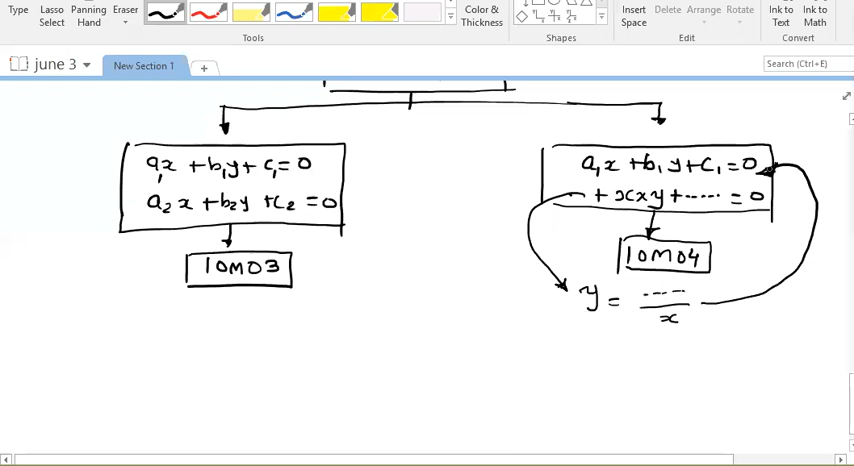 Type
Lasso Select
Panning Hand
Eraser
Color & Thickness
Insert Space
Delete
Arrange
Rotate
Ink to Text
Ink to Math
Tools
Shapes
Edit
Convert
june 3
New Section 1
Search (Ctrl+E)
a₁x + b₁y + c₁ = 0
a₂x + b₂y + c₂ = 0
10M03
a₁x + b₁y + c₁ = 0
+ xxy + ...... = 0
10M04
y = ..... / x